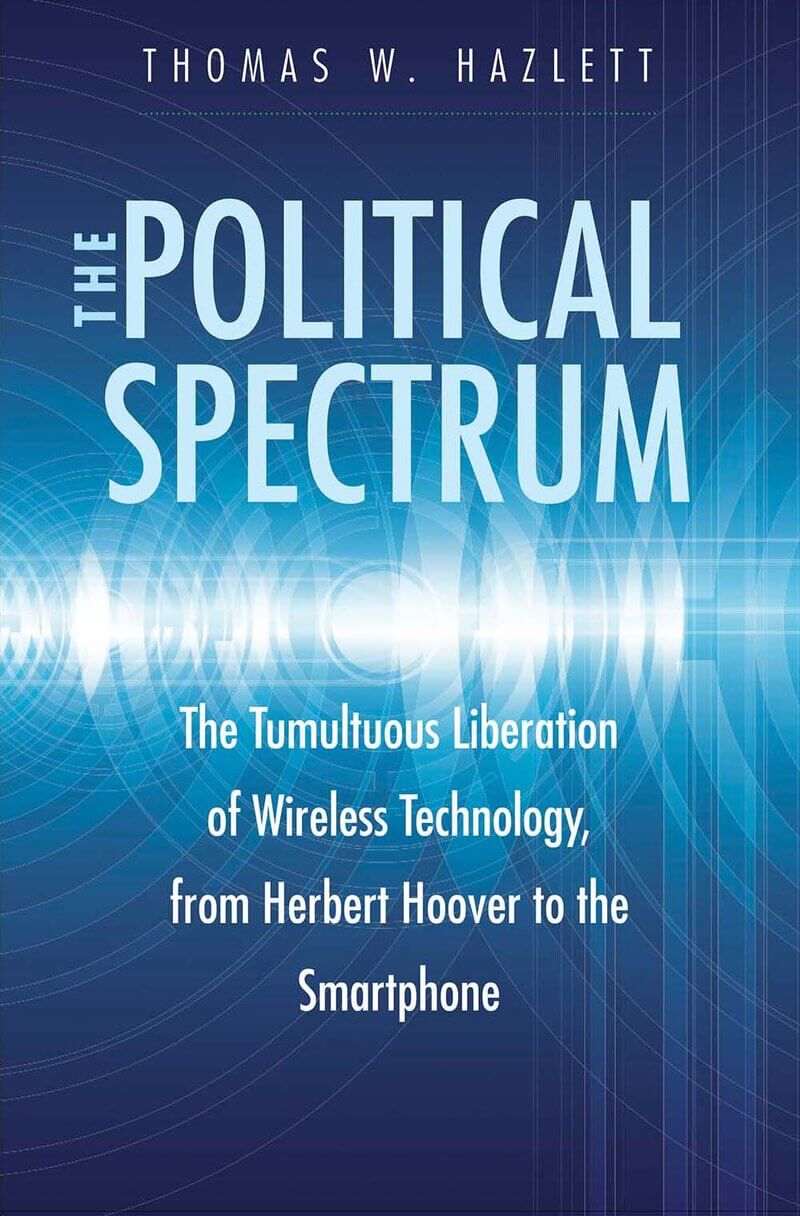 THOMAS W. HAZLETT
THE
POLITICAL
SPECTRUM
The Tumultuous Liberation
of Wireless Technology,
from Herbert Hoover to the
Smartphone